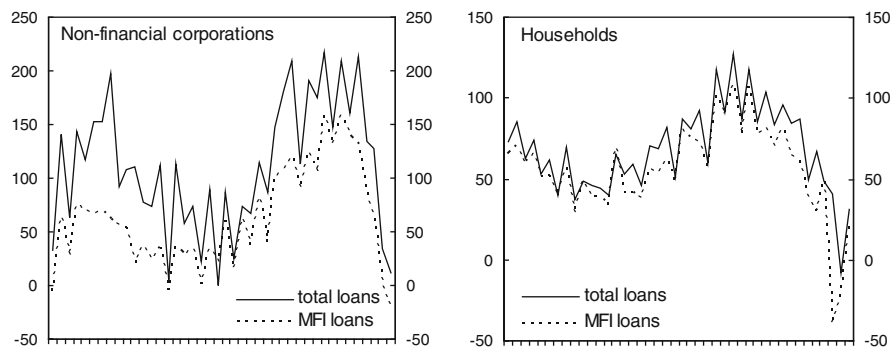 250 250
Non-financial corporations
200 200
150 150
100 100
50 50
0 0
total loans
MFI loans
-50 -50
150 150
Households
100 100
50 50
0 0
total loans
MFI loans
-50 -50